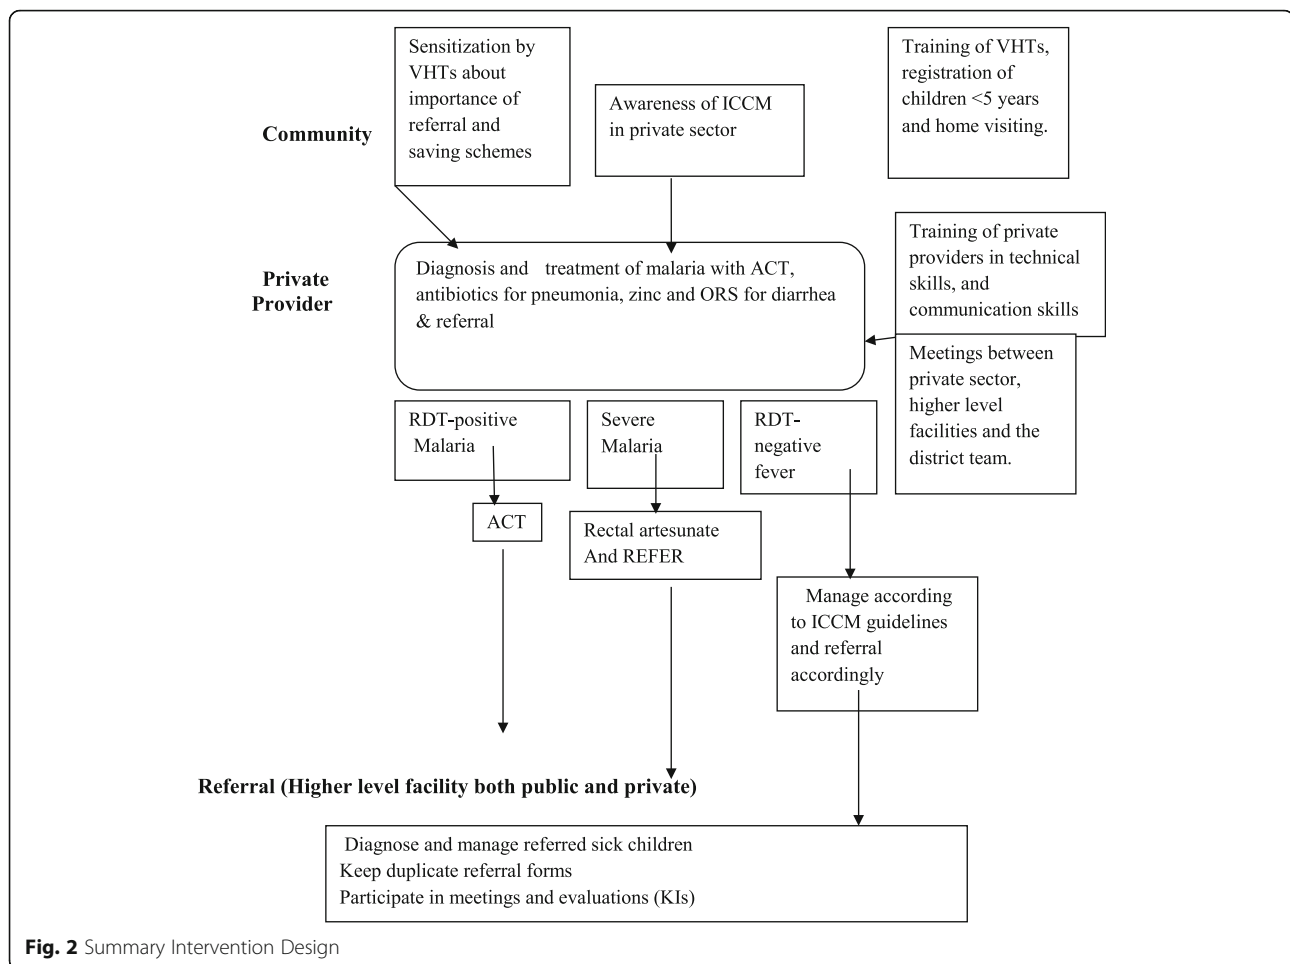 Sensitization by
VHTs about
importance of
referral and
saving schemes
Awareness of ICCM
in private sector
Training of VHTs,
registration of
children <5 years
and home visiting.
Community
Private
Provider
Diagnosis and treatment of malaria with ACT,
antibiotics for pneumonia, zinc and ORS for diarrhea
& referral
Training of private
providers in technical
skills, and
communication skills
Meetings between
private sector,
higher level
facilities and the
district team.
RDT-positive
Malaria
Severe
Malaria
RDT-
negative
fever
ACT
Rectal artesunate
And REFER
Manage according
to ICCM guidelines
and referral
accordingly
Referral (Higher level facility both public and private)
Diagnose and manage referred sick children
Keep duplicate referral forms
Participate in meetings and evaluations (KIs)
Fig. 2 Summary Intervention Design